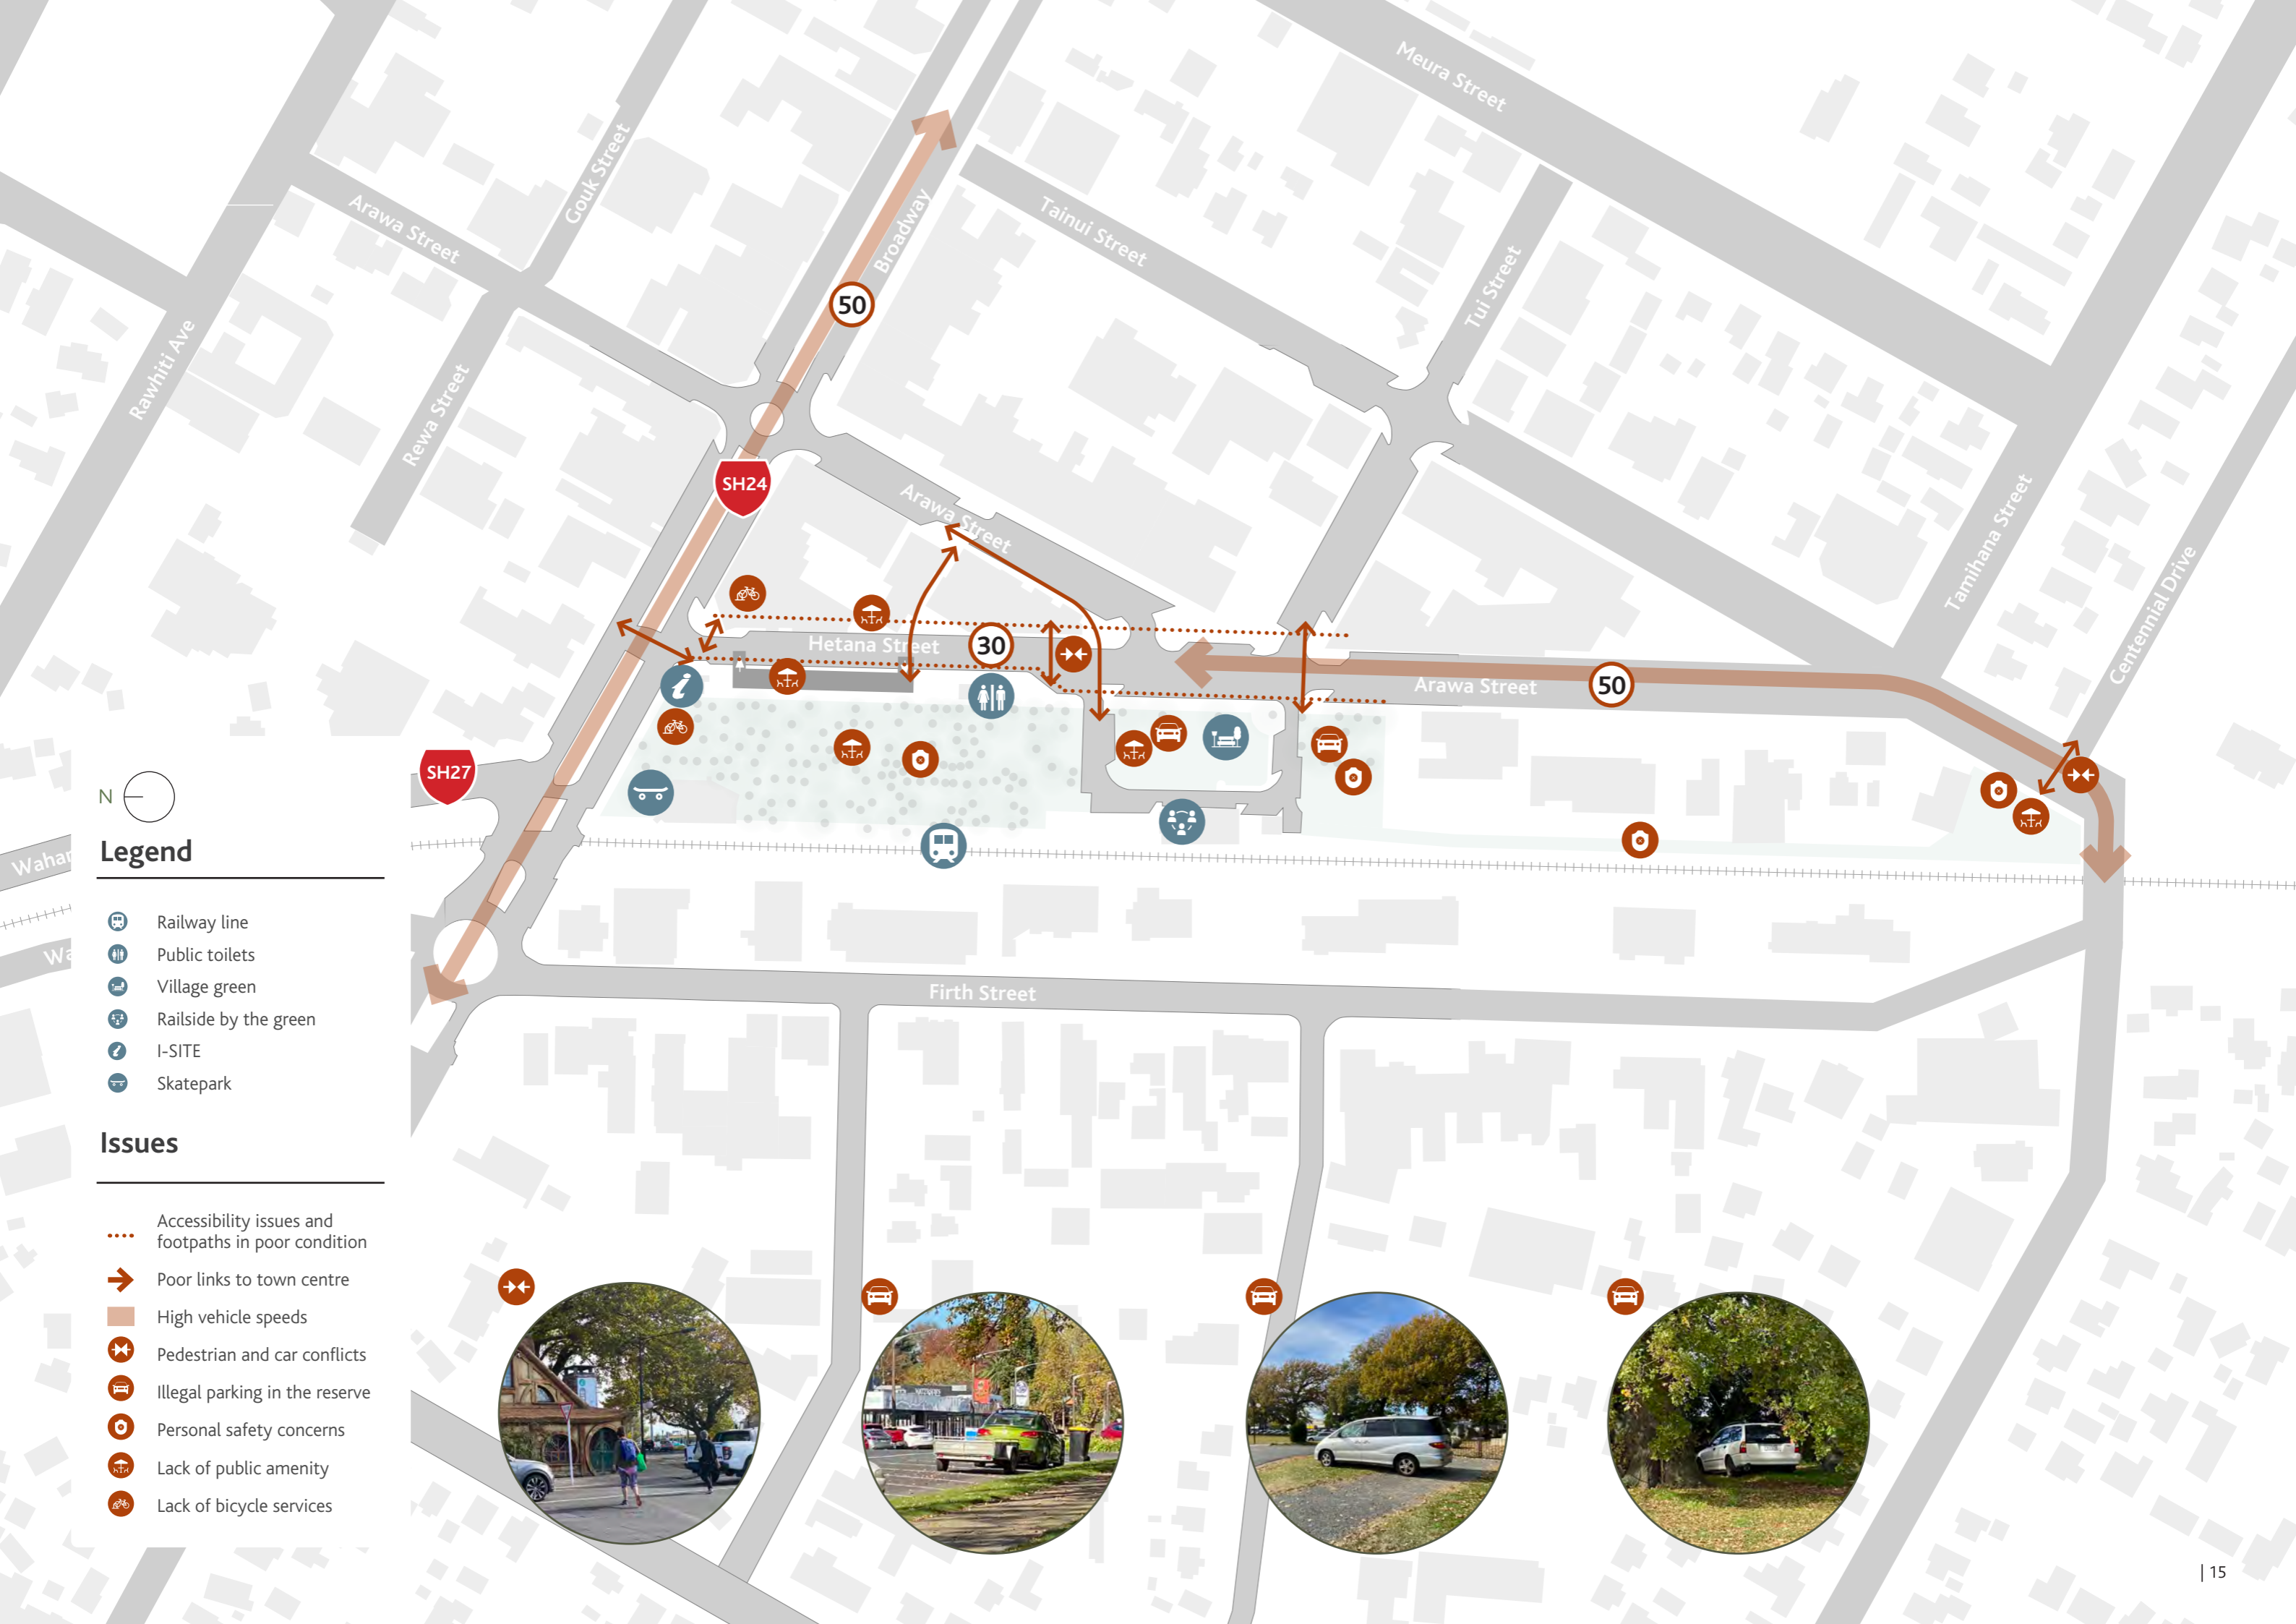 Meura Street
Gouk Street
Arawa Street
Broadway
Tainui Street
Tui Street
50
Rawhiti Ave
Rewa Street
SH24
Arawa Street
Tamihana Street
Centennial Drive
Hetana Street
30
Arawa Street
50
SH27
N
Legend
Wahar
Wa
Railway line
Public toilets
Village green
Railside by the green
I-SITE
Skatepark
Firth Street
Issues
Accessibility issues and
footpaths in poor condition
Poor links to town centre
High vehicle speeds
Pedestrian and car conflicts
Illegal parking in the reserve
Personal safety concerns
Lack of public amenity
Lack of bicycle services
| 15